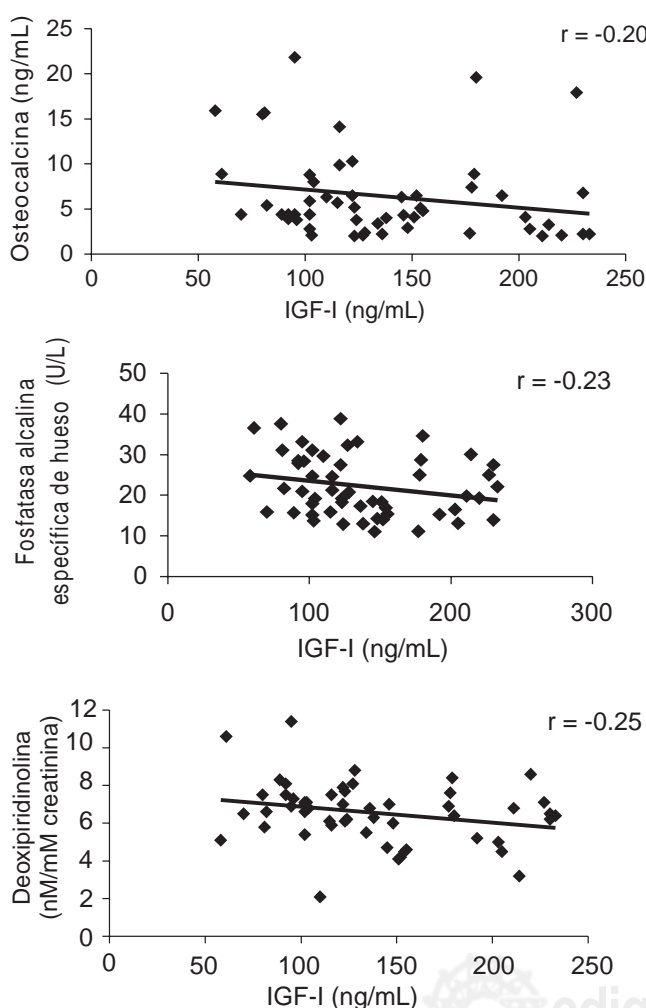 r = -0.20
Osteocalcina (ng/mL)
25
20
15
10
5
0
0 50 100 150 200 250
IGF-I (ng/mL)
r = -0.23
Fosfatasa alcalina
específica de hueso (U/L)
50
40
30
20
10
0
0 100 200 300
IGF-I (ng/mL)
r = -0.25
Deoxipiridinolina
(nM/mM creatinina)
12
10
8
6
4
2
0
0 50 100 150 200 250
IGF-I (ng/mL)